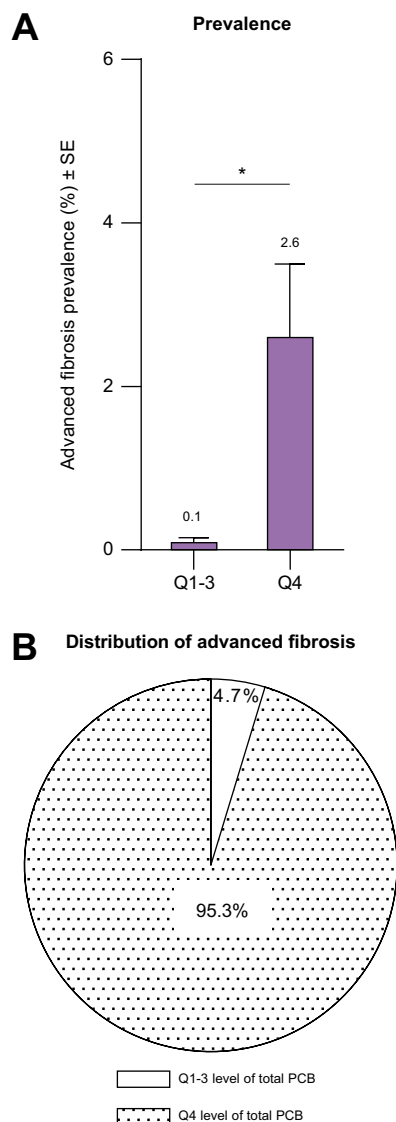 A
Prevalence
Advanced fibrosis prevalence (%) ± SE
6
4
2
0
*
2.6
0.1
Q1-3
Q4
B
Distribution of advanced fibrosis
4.7%
95.3%
Q1-3 level of total PCB
Q4 level of total PCB